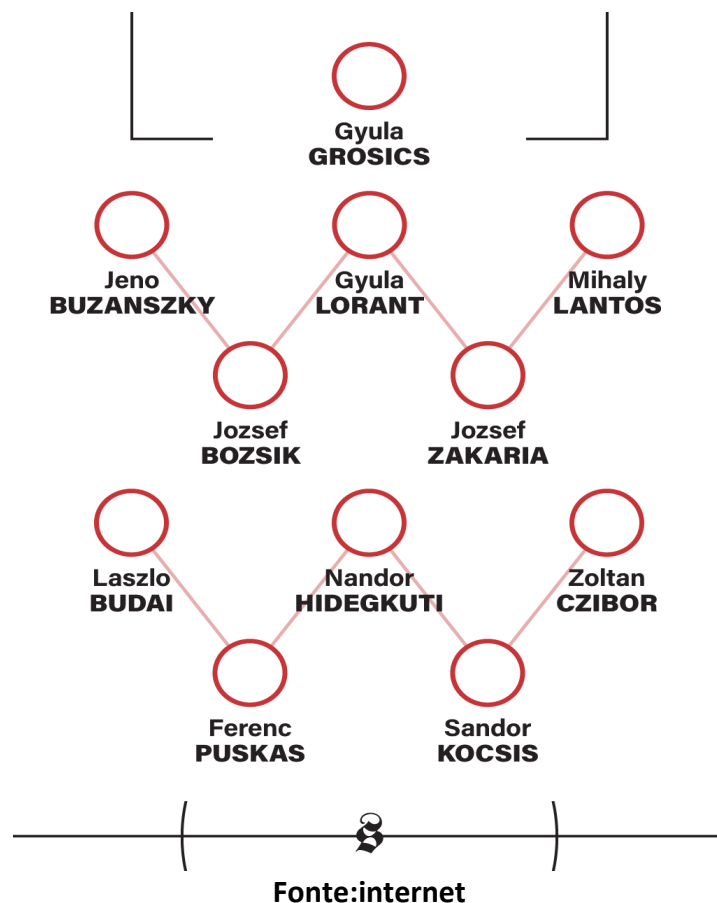 Gyula
GROSICS
Jeno
BUZANSZKY
Gyula
LORANT
Mihaly
LANTOS
Jozsef
BOZSIK
Jozsef
ZAKARIA
Laszlo
BUDAI
Nandor
HIDEGKUTI
Zoltan
CZIBOR
Ferenc
PUSKAS
Sandor
KOCSIS
Fonte:internet